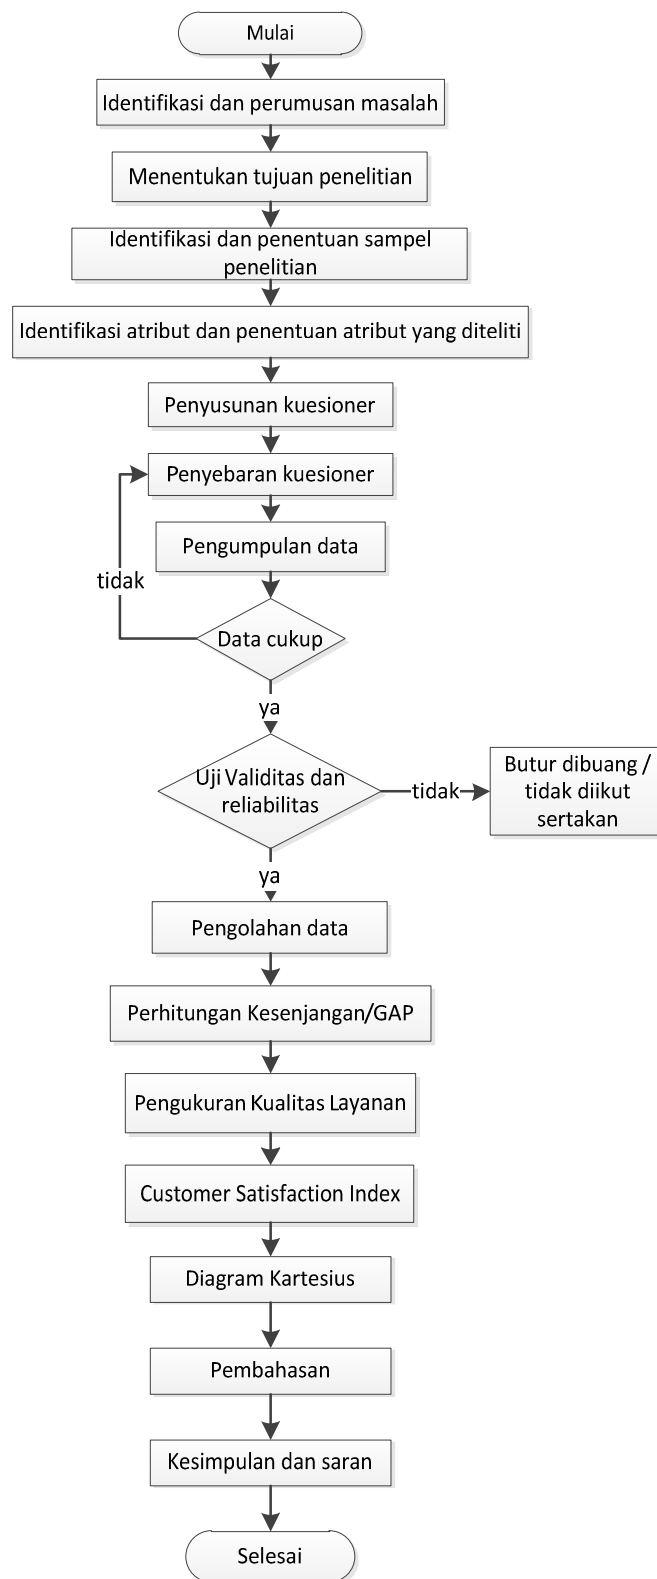 Mulai
Identifikasi dan perumusan masalah
Menentukan tujuan penelitian
Identifikasi dan penentuan sampel
penelitian
Identifikasi atribut dan penentuan atribut yang diteliti
Penyusunan kuesioner
Penyebaran kuesioner
Pengumpulan data
tidak
Data cukup
ya
Uji Validitas dan
reliabilitas
tidak
Butur dibuang /
tidak diikut
sertakan
ya
Pengolahan data
Perhitungan Kesenjangan/GAP
Pengukuran Kualitas Layanan
Customer Satisfaction Index
Diagram Kartesius
Pembahasan
Kesimpulan dan saran
Selesai